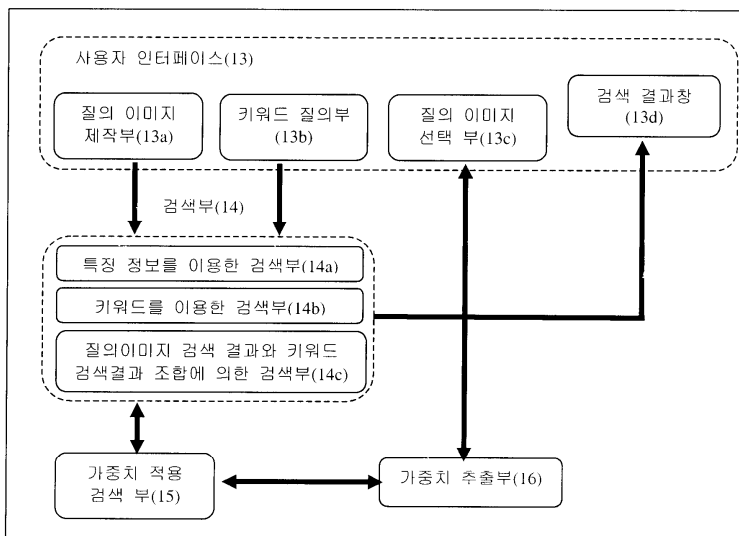 사용자 인터페이스(13)
질의 이미지
제작부(13a)
키워드 질의부
(13b)
질의 이미지
선택 부(13c)
검색 결과창
(13d)
검색부(14)
특징 정보를 이용한 검색부(14a)
키워드를 이용한 검색부(14b)
질의이미지 검색 결과와 키워드
검색결과 조합에 의한 검색부(14c)
가중치 적용
검색 부(15)
가중치 추출부(16)